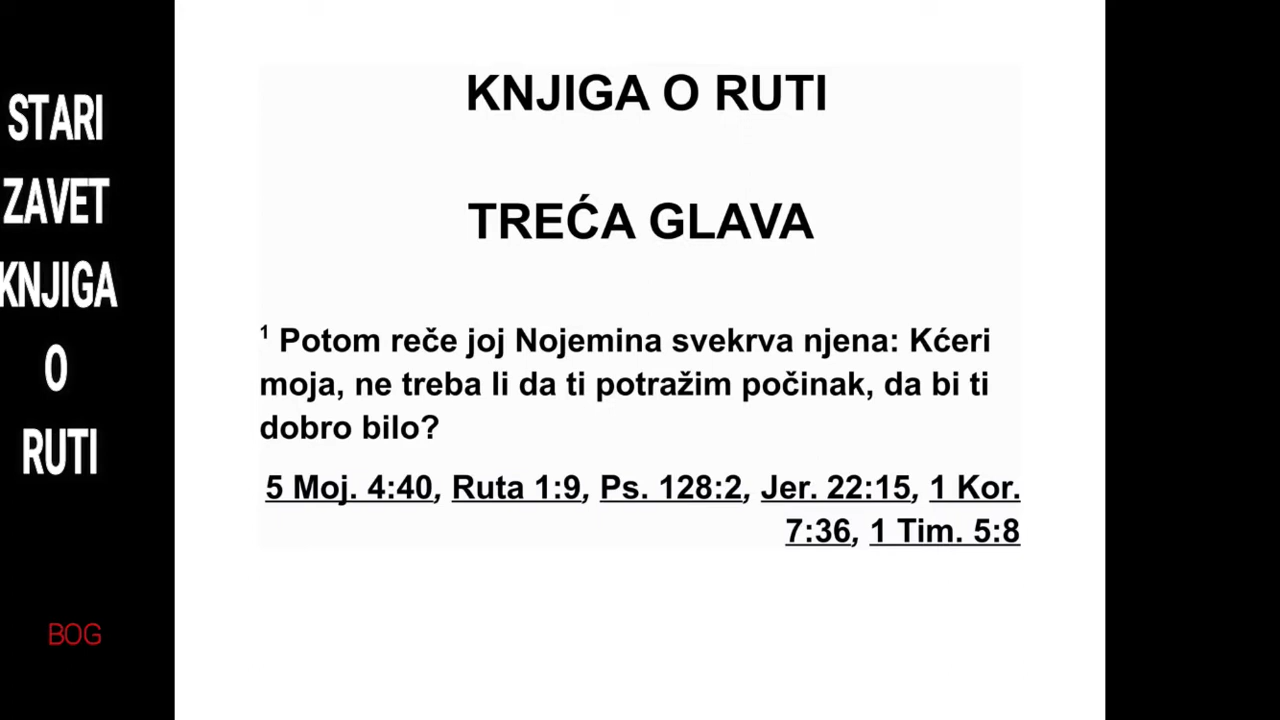 STARI
ZAVET
KNJIGA
O
RUTI
BOG
KNJIGA O RUTI
TREĆA GLAVA
1 Potom reče joj Nojemina svekrva njena: Kćeri
moja, ne treba li da ti potražim počinak, da bi ti
dobro bilo?
5 Moj. 4:40, Ruta 1:9, Ps. 128:2, Jer. 22:15, 1 Kor.
7:36, 1 Tim. 5:8